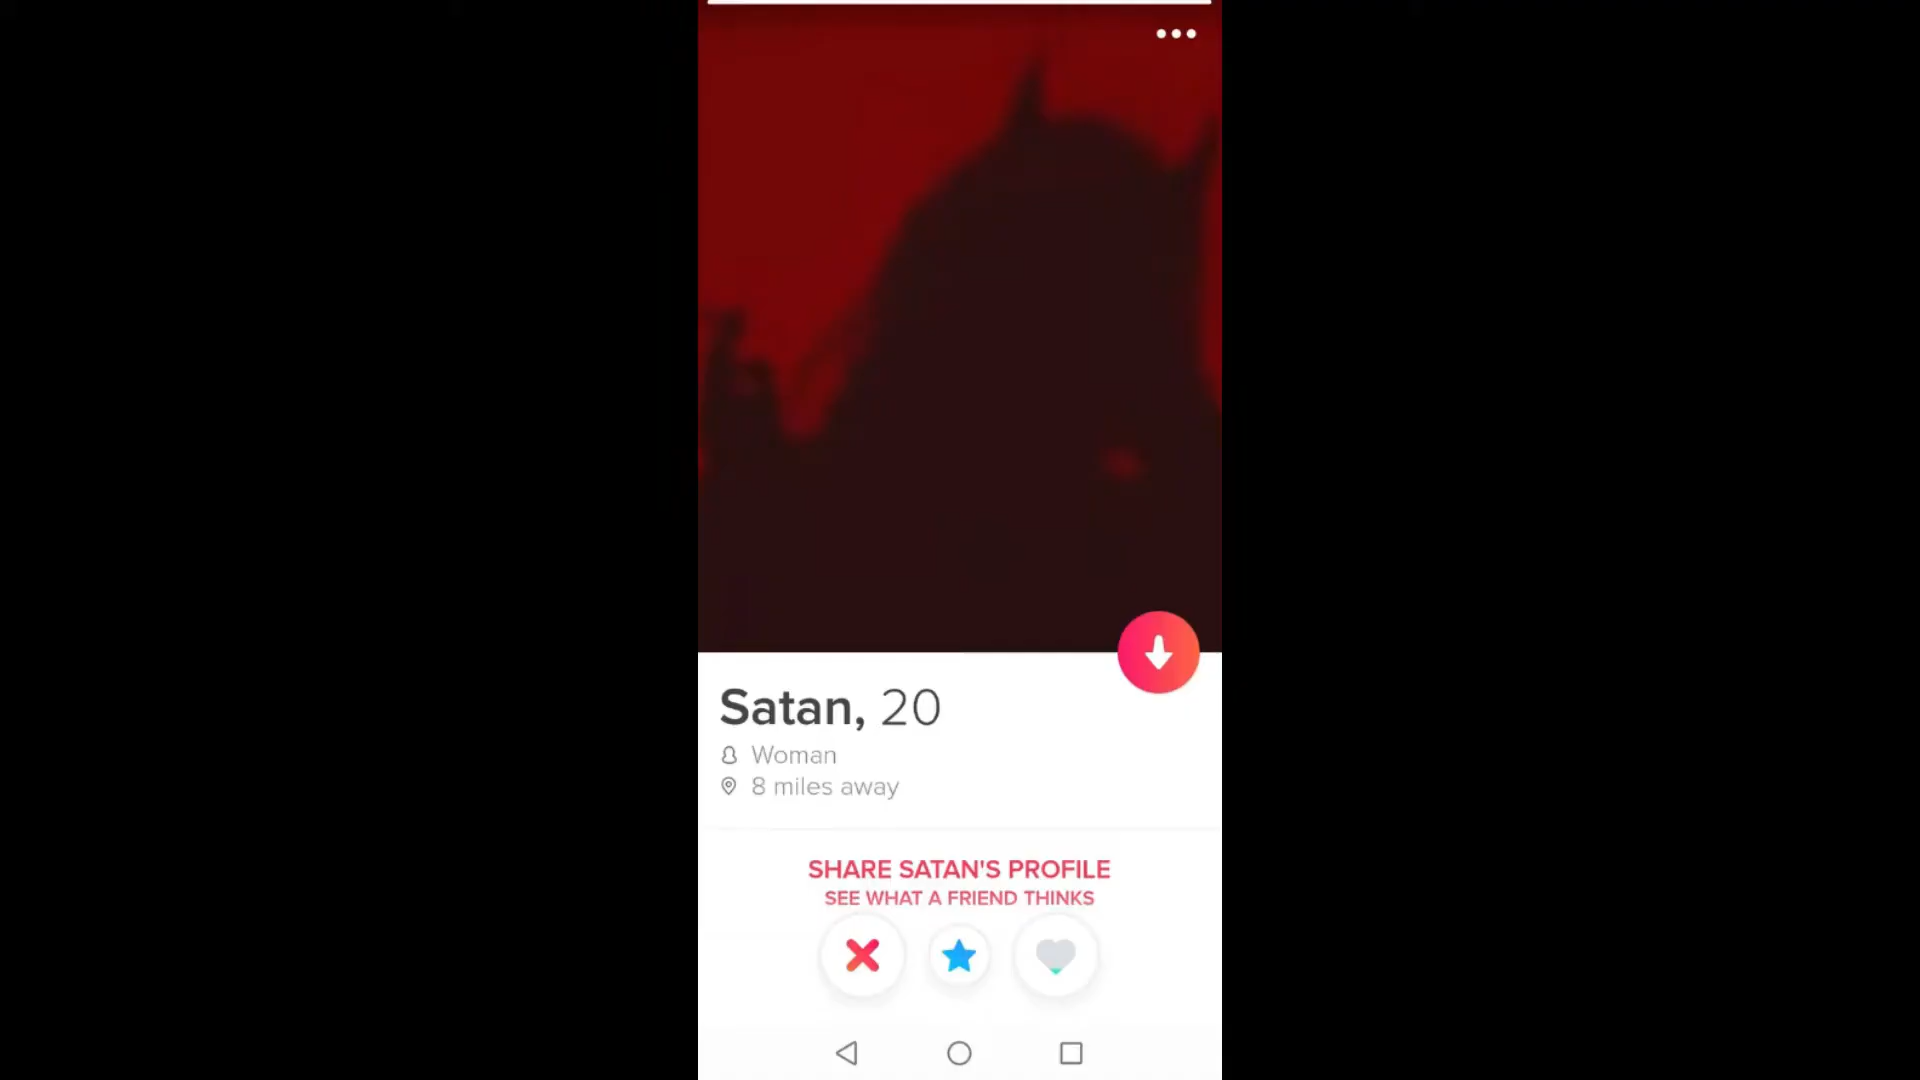 Satan, 20
Woman
8 miles away
SHARE SATAN'S PROFILE
SEE WHAT A FRIEND THINKS